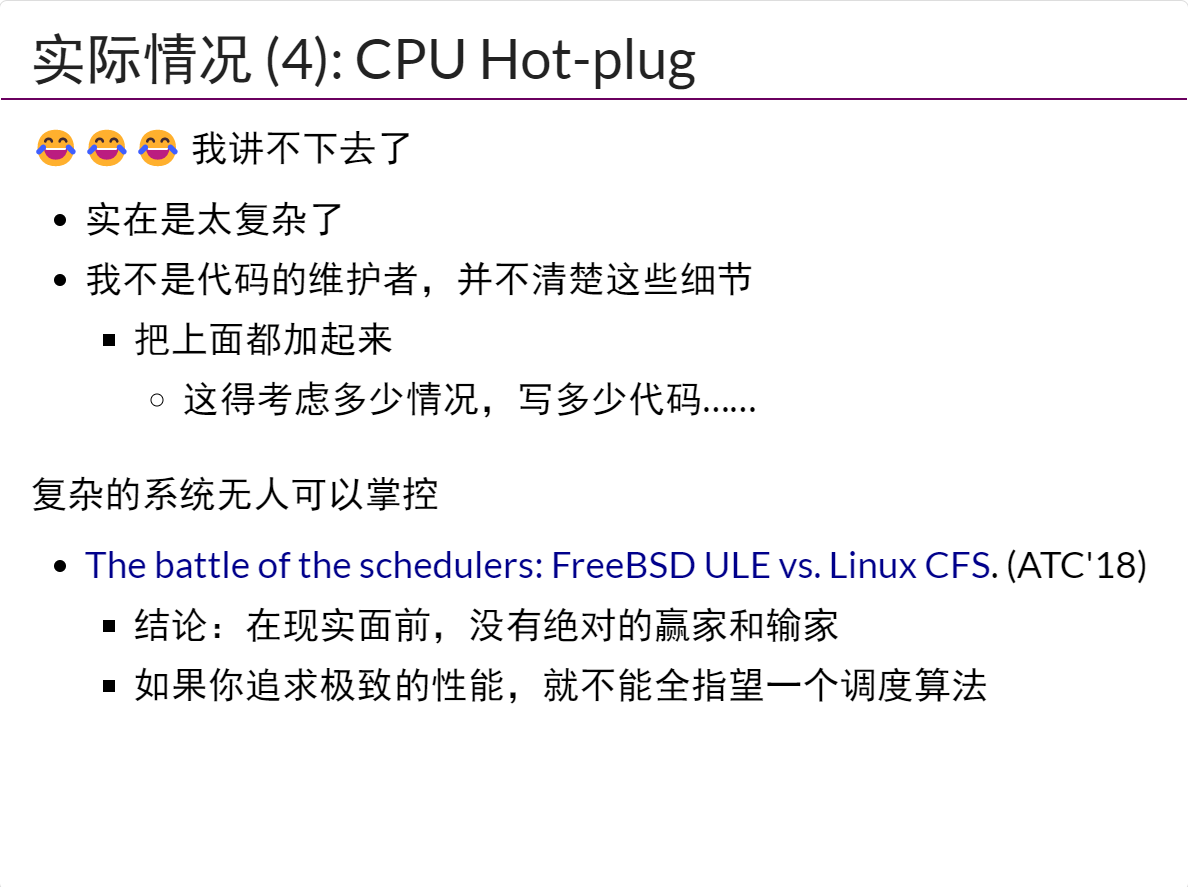 实际情况 (4): CPU Hot-plug
😂 😂 😂 我讲不下去了
实在是太复杂了
我不是代码的维护者，并不清楚这些细节
把上面都加起来
这得考虑多少情况，写多少代码......
复杂的系统无人可以掌控
The battle of the schedulers: FreeBSD ULE vs. Linux CFS. (ATC'18)
结论：在现实面前，没有绝对的赢家和输家
如果你追求极致的性能，就不能全指望一个调度算法